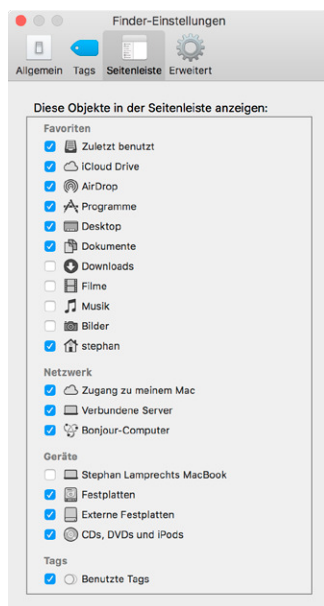 Finder-Einstellungen
Allgemein Tags Seitenleiste Erweitert
Diese Objekte in der Seitenleiste anzeigen:
Favoriten
Zuletzt benutzt
iCloud Drive
AirDrop
Programme
Desktop
Dokumente
Downloads
Filme
Musik
Bilder
stephan
Netzwerk
Zugang zu meinem Mac
Verbundene Server
Bonjour-Computer
Geräte
Stephan Lamprechts MacBook
Festplatten
Externe Festplatten
CDs, DVDs und iPods
Tags
Benutzte Tags